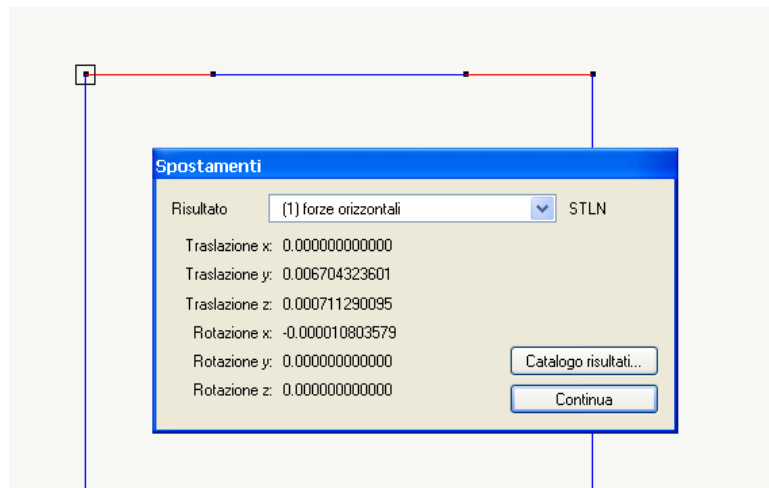 Spostamenti
Risultato (1) forze orizzontali STLN
Traslazione x: 0.000000000000
Traslazione y: 0.006704323601
Traslazione z: 0.000711290095
Rotazione x: -0.000010803579
Rotazione y: 0.000000000000
Catalogo risultati...
Rotazione z: 0.000000000000
Continua